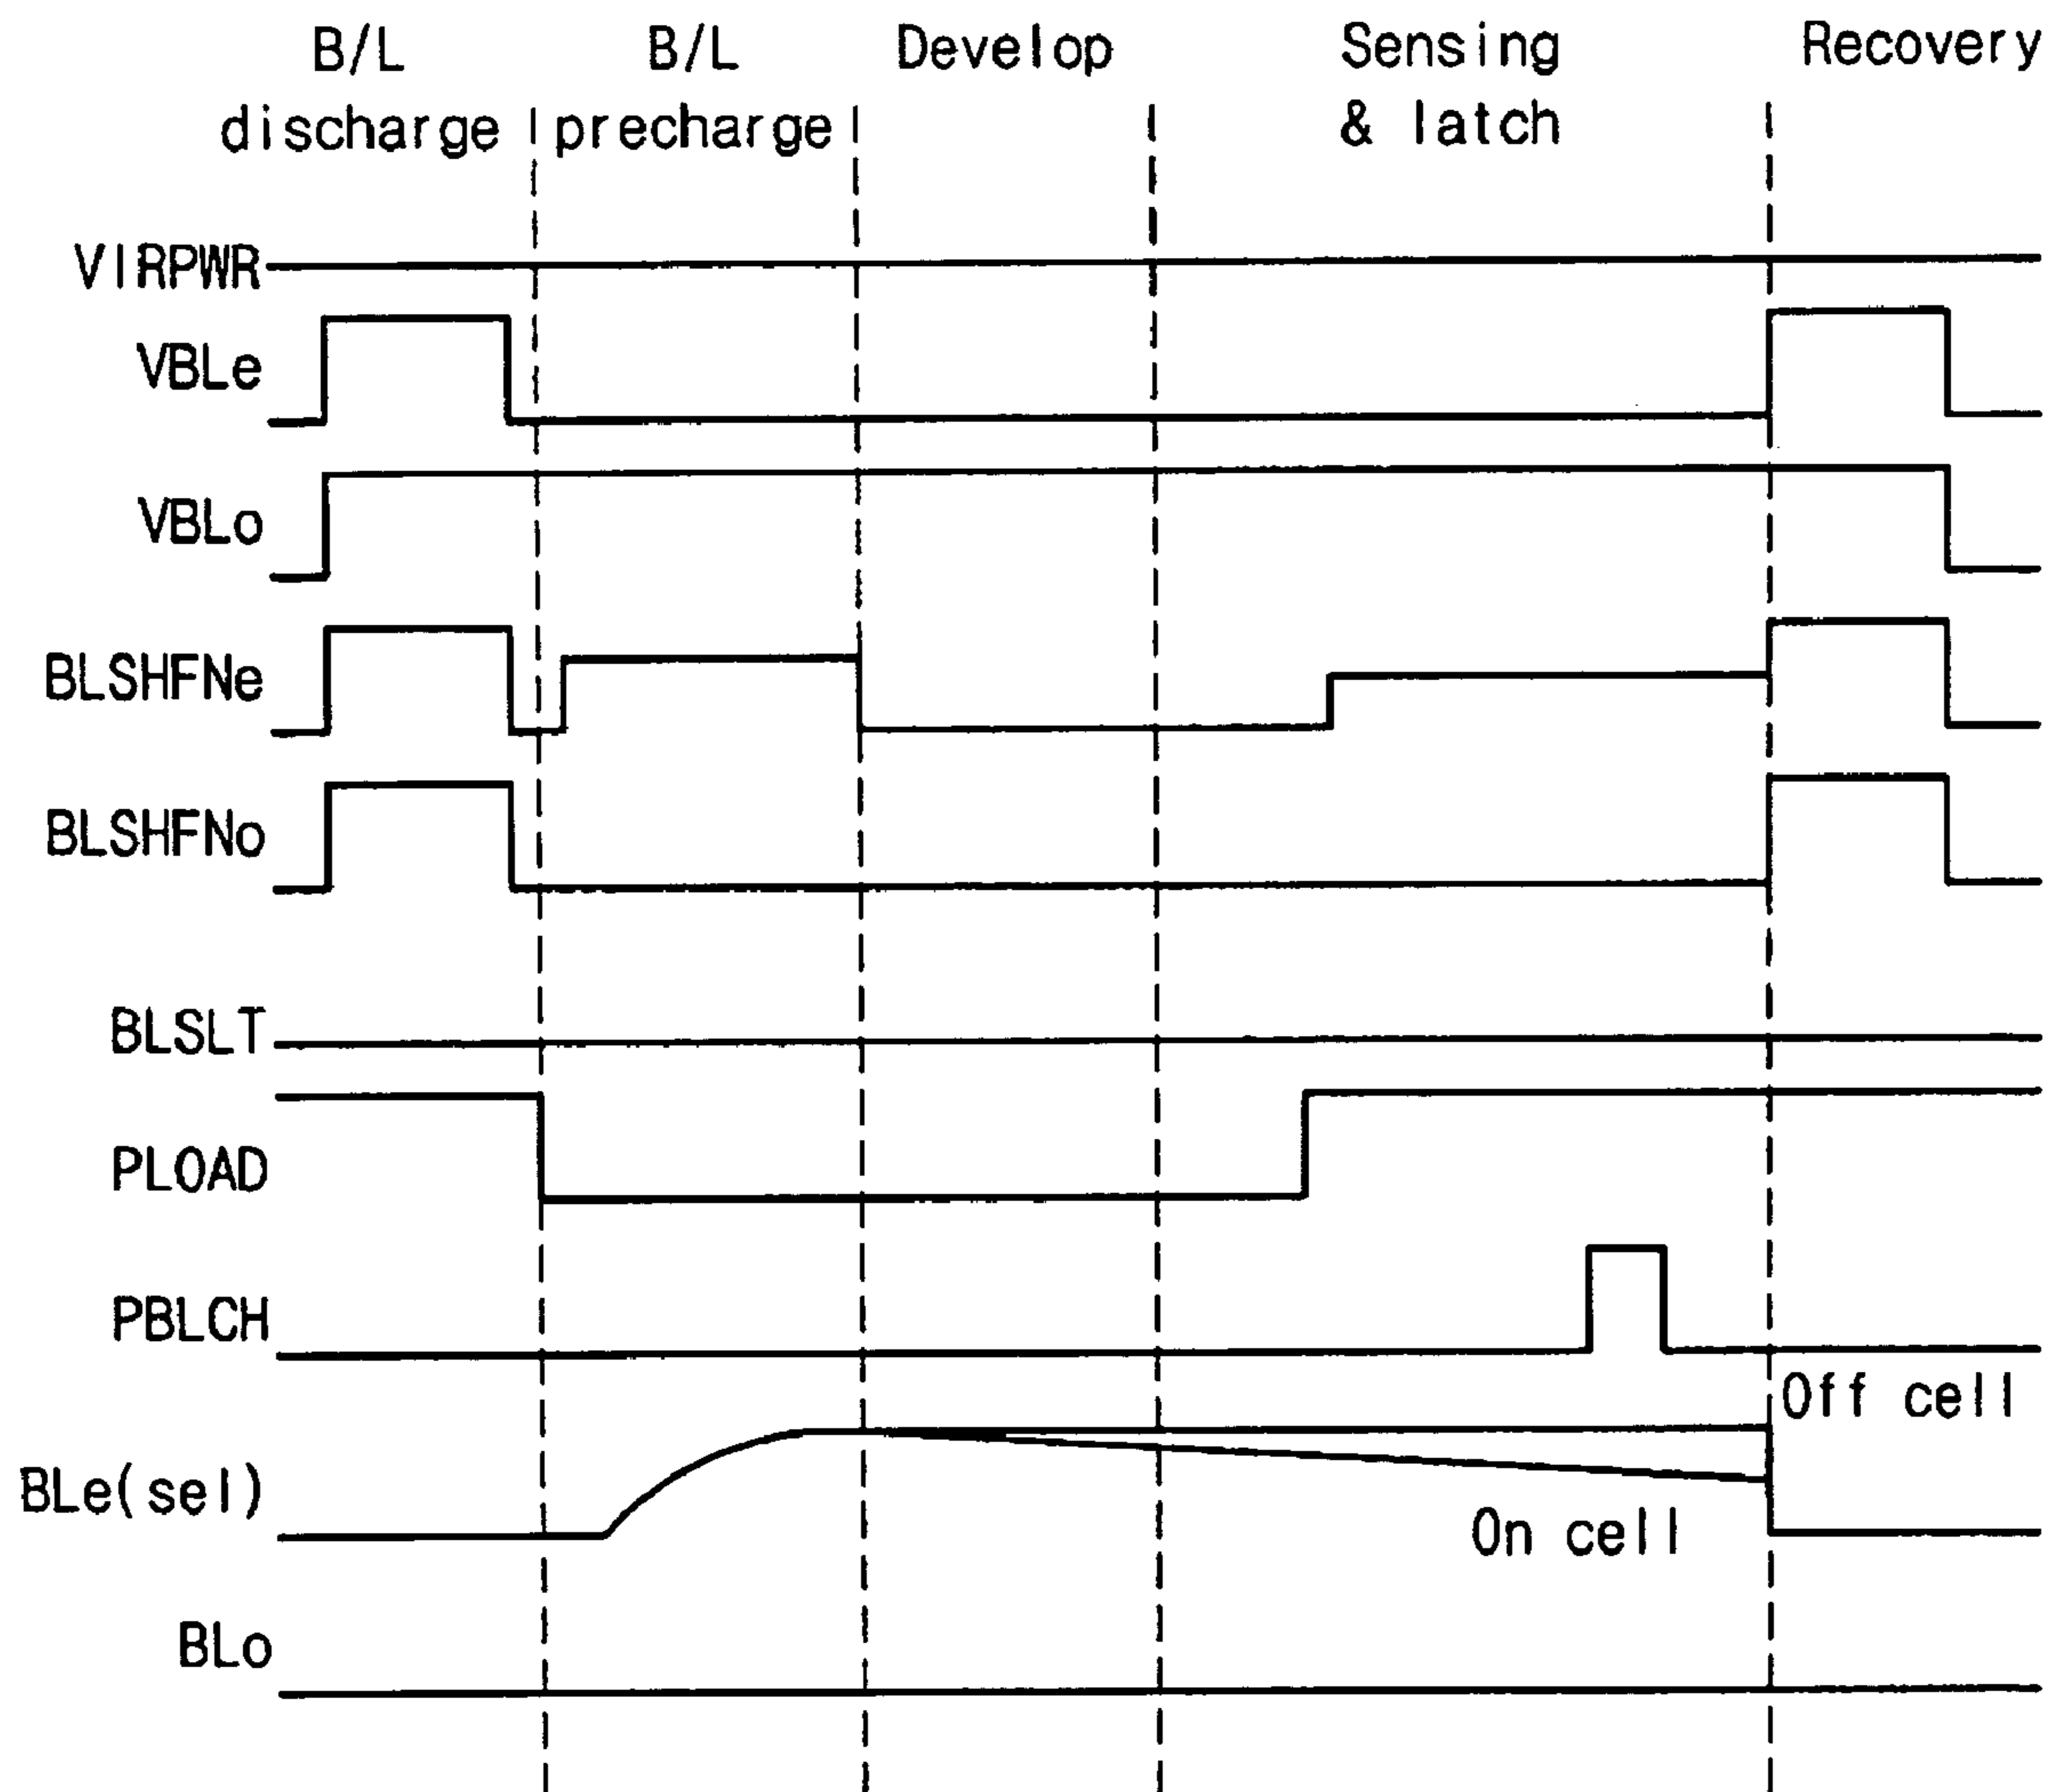 B/L discharge
B/L precharge
Develop
Sensing & latch
Recovery
VIRPWR
VBLe
VBLo
BLSHFNe
BLSHFNo
BLSLT
PLOAD
PBLCH
Off cell
BLe(sel)
On cell
BLo